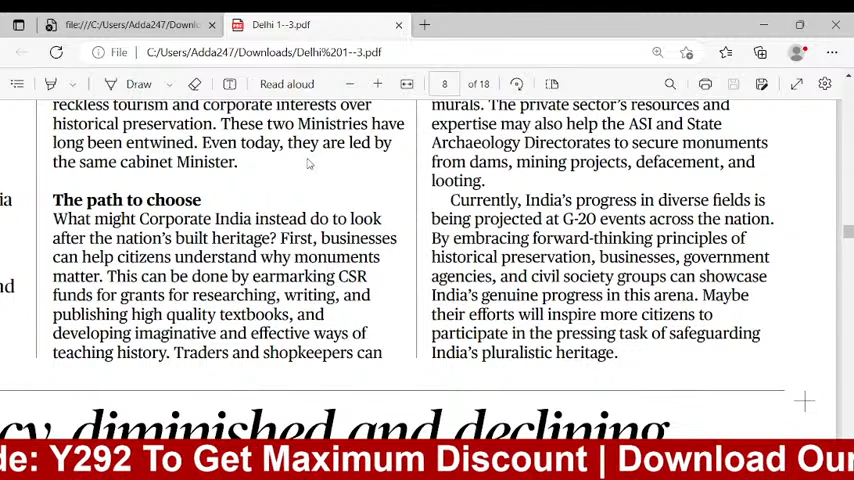 file:///C:/Users/Adda247/Downl
Delhi 1--3.pdf
File
C:/Users/Adda247/Downloads/Delhi%201--3.pdf
Draw
Read aloud
8
of 18
reckless tourism and corporate interests over
historical preservation. These two Ministries have
long been entwined. Even today, they are led by
the same cabinet Minister.
The path to choose
What might Corporate India instead do to look
after the nation's built heritage? First, businesses
can help citizens understand why monuments
matter. This can be done by earmarking CSR
funds for grants for researching, writing, and
publishing high quality textbooks, and
developing imaginative and effective ways of
teaching history. Traders and shopkeepers can
murals. The private sector's resources and
expertise may also help the ASI and State
Archaeology Directorates to secure monuments
from dams, mining projects, defacement, and
looting.
Currently, India's progress in diverse fields is
being projected at G-20 events across the nation.
By embracing forward-thinking principles of
historical preservation, businesses, government
agencies, and civil society groups can showcase
India's genuine progress in this arena. Maybe
their efforts will inspire more citizens to
participate in the pressing task of safeguarding
India's pluralistic heritage.
ia
nd
cy, diminished and declining
de: Y292 To Get Maximum Discount | Download Our